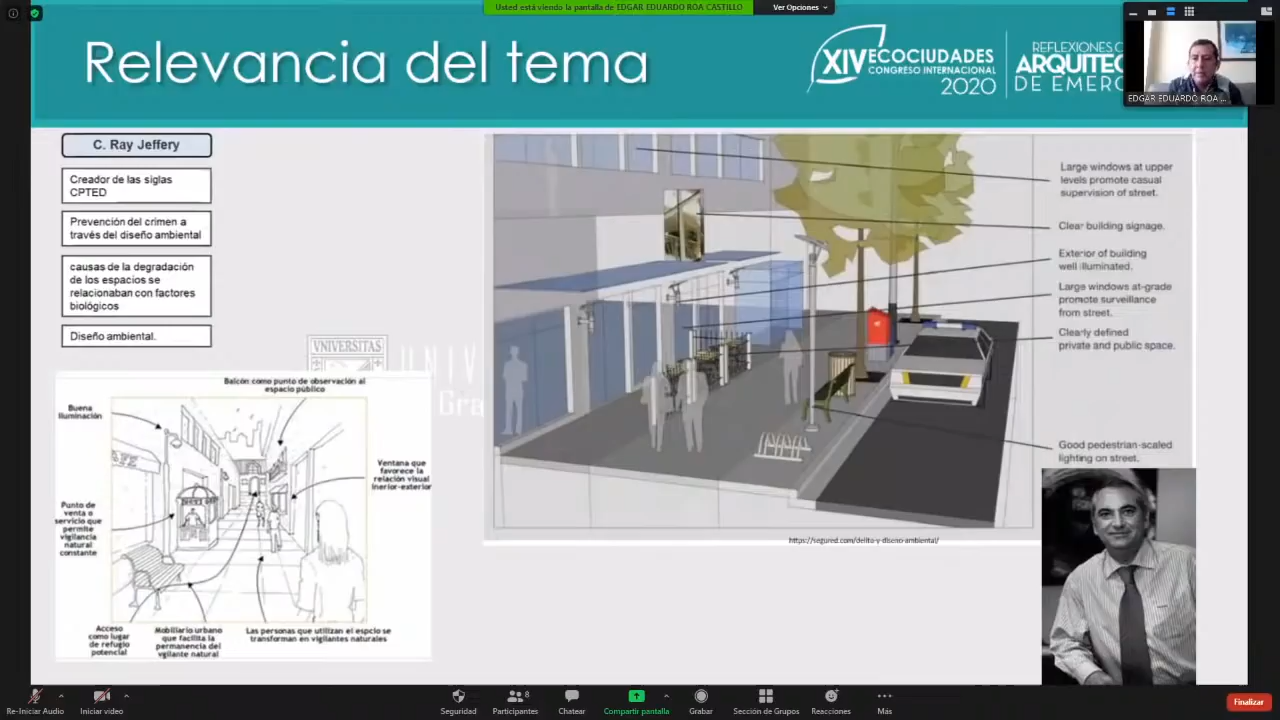 Usted está viendo la pantalla de EDGAR EDUARDO ROA CASTILLO
Ver Opciones
Relevancia del tema
XIV ECOCIUDADES
CONGRESO INTERNACIONAL
2020
REFLEXIONES
ARQUITEC
DE EMERG
EDGAR EDUARDO ROA ...
C. Ray Jeffery
Creador de las siglas
CPTED
Prevención del crimen a
través del diseño ambiental
causas de la degradación
de los espacios se
relacionaban con factores
biológicos
Diseño ambiental.
VNIVERSITAS
Large windows at upper
levels promote casual
supervision of street.
Clear building signage.
Exterior of building
well illuminated.
Large windows at-grade
promote surveillance
from street.
Clearly defined
private and public space.
Good pedestrian-scaled
lighting on street.
https://segured.com/delito-y-diseno-ambiental/
Balcón como punto de observación al
espacio público
Buena
iluminación
Ventana que
favorece la
relación visual
inerior-exterior
Punto de
venta o
servicio que
permite
vigilancia
natural
constante
Acceso
como lugar
de refugio
potencial
Mobiliario urbano
que facilita la
permanencia del
vgilante natural
Las personas que utilizan el espcio se
transforman en vigilantes naturales
Re-Iniciar Audio
Iniciar video
Seguridad
Participantes
8
Chatear
Compartir pantalla
Grabar
Sección de Grupos
Reacciones
Más
Finalizar